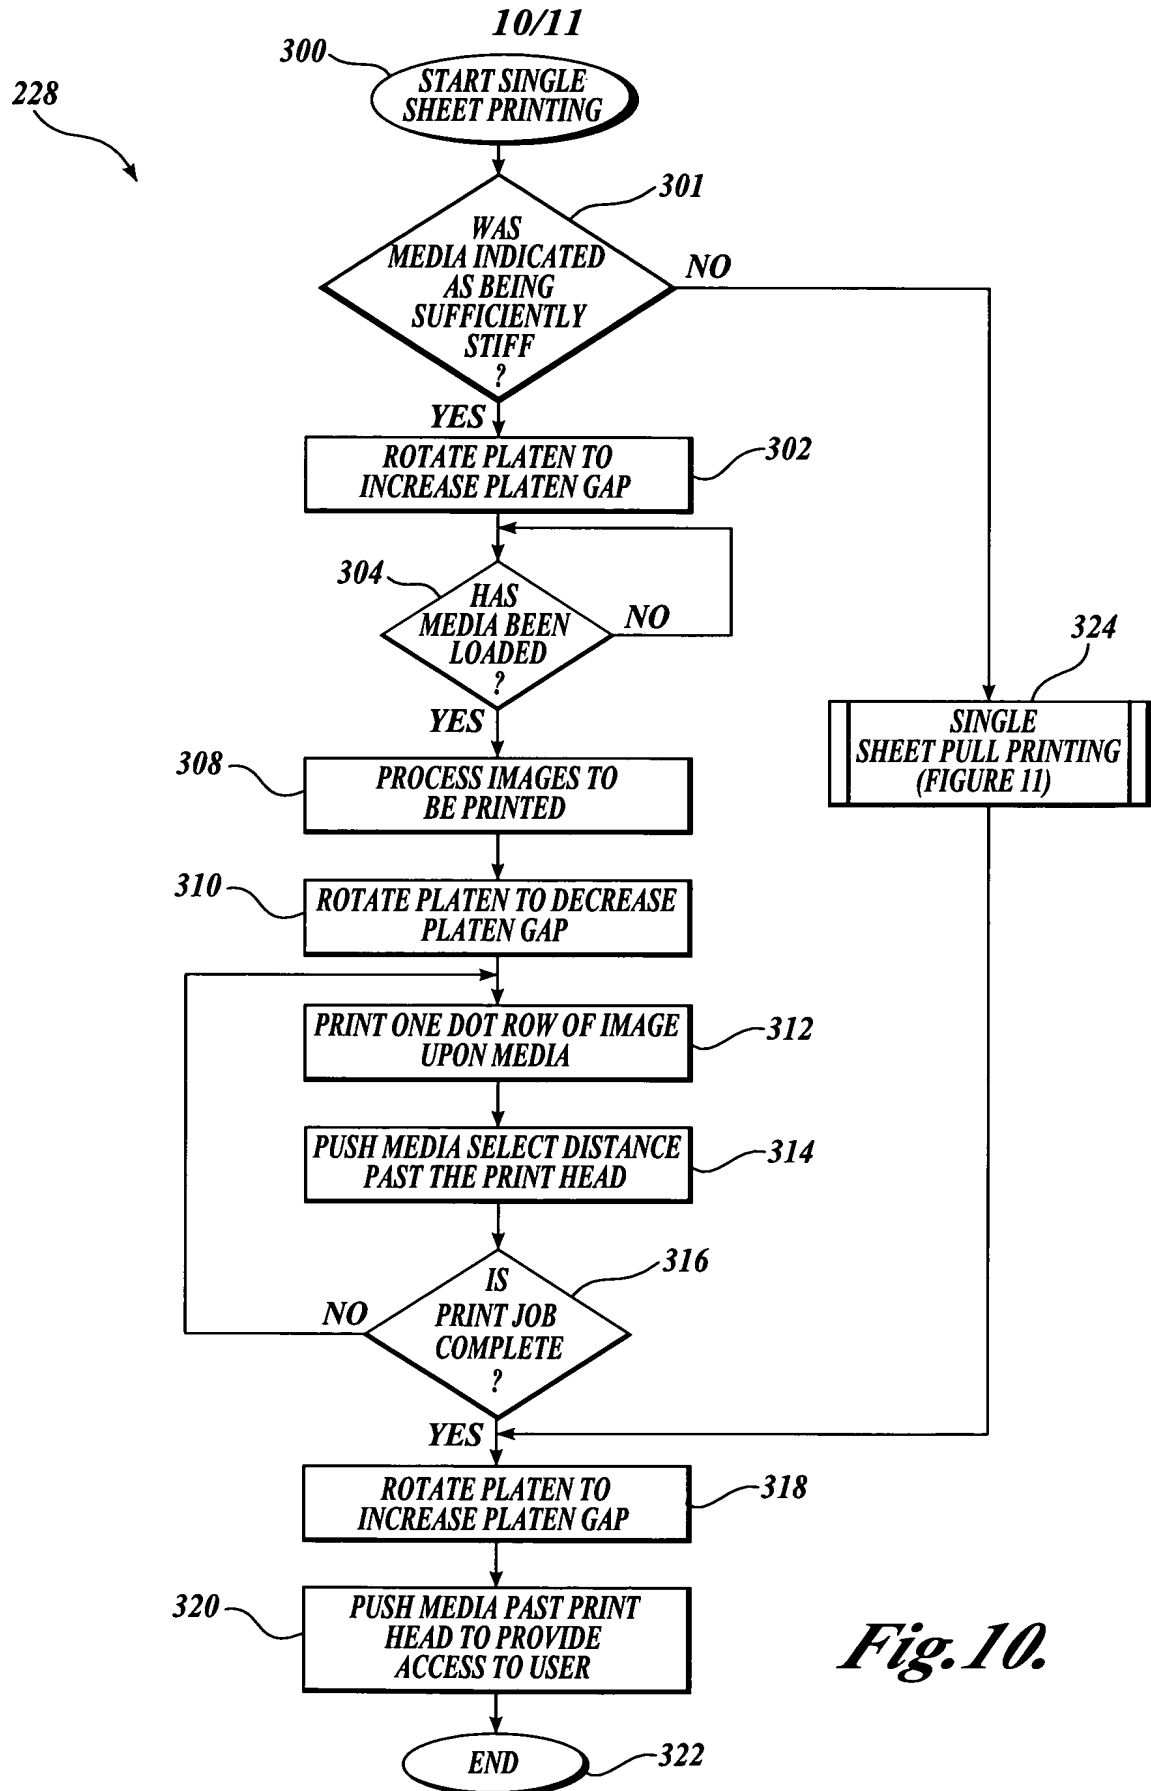 10/11
300
START SINGLE
SHEET PRINTING
228
301
WAS
MEDIA INDICATED
AS BEING
SUFFICIENTLY
STIFF
?
NO
YES
ROTATE PLATEN TO
INCREASE PLATEN GAP
302
304
HAS
MEDIA BEEN
LOADED
?
NO
YES
324
SINGLE
SHEET PULL PRINTING
(FIGURE 11)
308
PROCESS IMAGES TO
BE PRINTED
310
ROTATE PLATEN TO DECREASE
PLATEN GAP
PRINT ONE DOT ROW OF IMAGE
UPON MEDIA
312
PUSH MEDIA SELECT DISTANCE
PAST THE PRINT HEAD
314
IS
PRINT JOB
COMPLETE
?
316
NO
YES
ROTATE PLATEN TO
INCREASE PLATEN GAP
318
320
PUSH MEDIA PAST PRINT
HEAD TO PROVIDE
ACCESS TO USER
END
322
Fig.10.